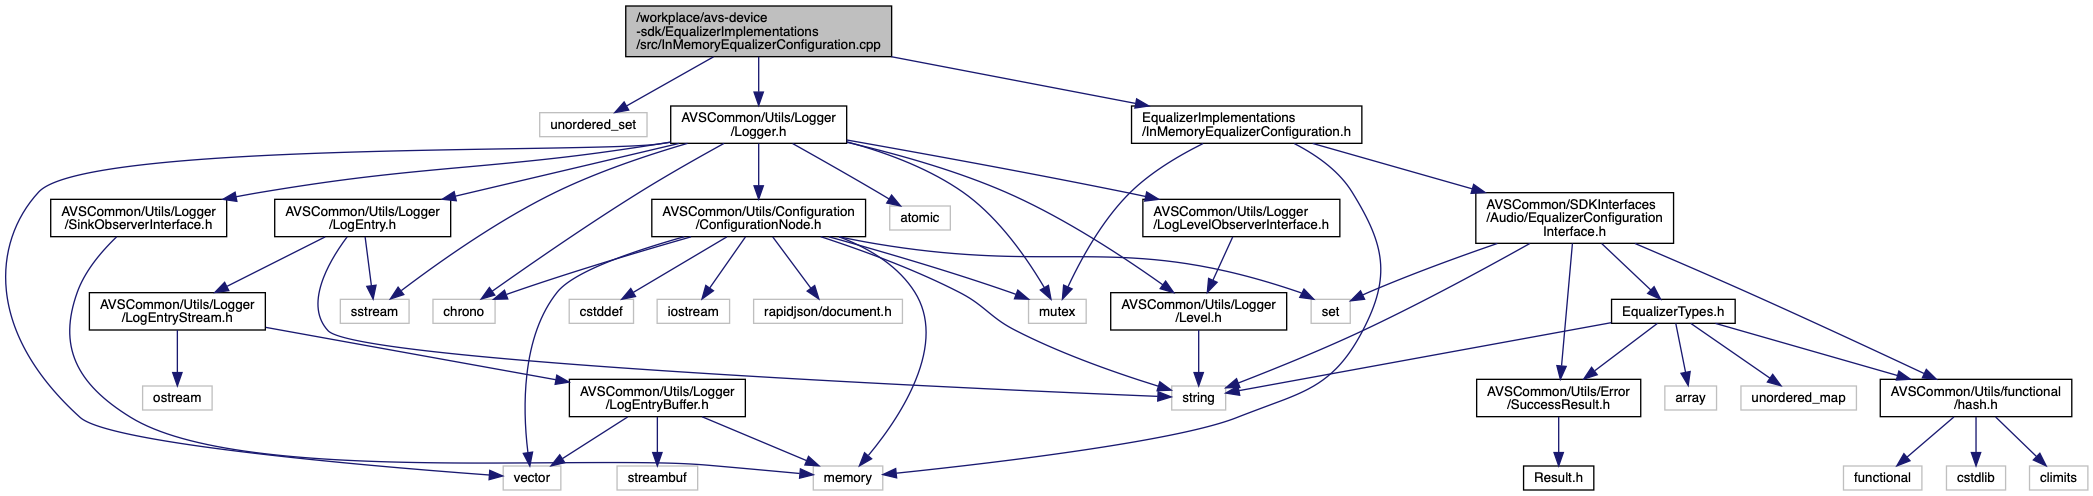 /workplace/avs-device
-sdk/EqualizerImplementations
/src/InMemoryEqualizerConfiguration.cpp
unordered_set
AVSCommon/Utils/Logger
/Logger.h
EqualizerImplementations
/InMemoryEqualizerConfiguration.h
AVSCommon/Utils/Logger
/SinkObserverInterface.h
AVSCommon/Utils/Logger
/LogEntry.h
AVSCommon/Utils/Configuration
/ConfigurationNode.h
atomic
AVSCommon/Utils/Logger
/LogLevelObserverInterface.h
AVSCommon/SDKInterfaces
/Audio/EqualizerConfiguration
Interface.h
AVSCommon/Utils/Logger
/LogEntryStream.h
sstream
chrono
cstddef
iostream
rapidjson/document.h
mutex
AVSCommon/Utils/Logger
/Level.h
set
EqualizerTypes.h
ostream
AVSCommon/Utils/Logger
/LogEntryBuffer.h
string
AVSCommon/Utils/Error
/SuccessResult.h
array
unordered_map
AVSCommon/Utils/functional
/hash.h
vector
streambuf
memory
Result.h
functional
cstdlib
climits